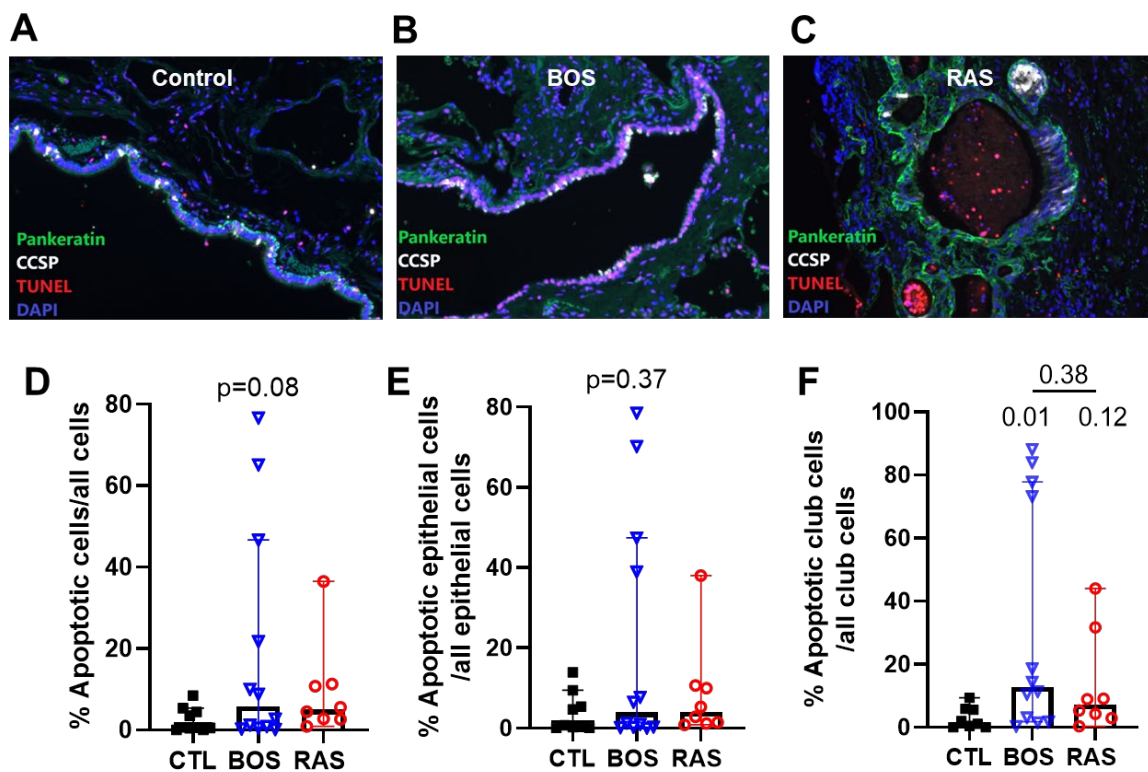 A
Control
Pankeratin
CCSP
TUNEL
DAPI
B
BOS
Pankeratin
CCSP
TUNEL
DAPI
C
RAS
Pankeratin
CCSP
TUNEL
DAPI
D
p=0.08
% Apoptotic cells/all cells
80
60
40
20
0
CTL BOS RAS
E
p=0.37
% Apoptotic epithelial cells
/all epithelial cells
80
60
40
20
0
CTL BOS RAS
F
0.38
0.01 0.12
% Apoptotic club cells
/all club cells
100
80
60
40
20
0
CTL BOS RAS